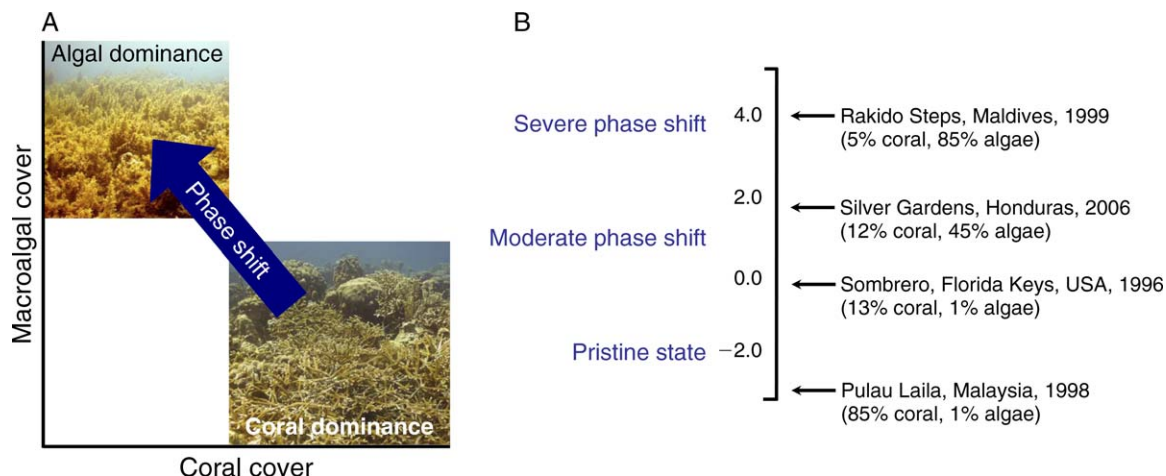 A
Algal dominance
Phase shift
Coral dominance
Macroalgal cover
Coral cover
B
Severe phase shift
Moderate phase shift
Pristine state
4.0
2.0
0.0
−2.0
Rakido Steps, Maldives, 1999
(5% coral, 85% algae)
Silver Gardens, Honduras, 2006
(12% coral, 45% algae)
Sombrero, Florida Keys, USA, 1996
(13% coral, 1% algae)
Pulau Laila, Malaysia, 1998
(85% coral, 1% algae)